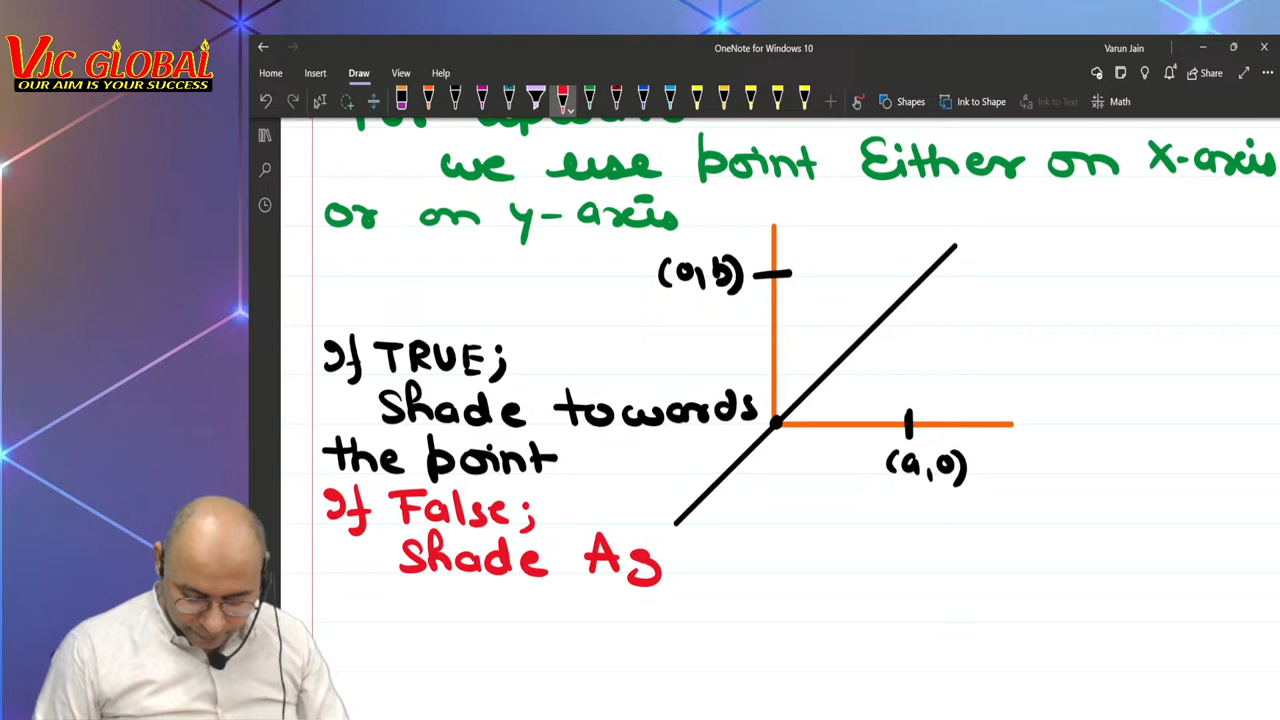 VJC GLOBAL
OUR AIM IS YOUR SUCCESS
OneNote for Windows 10
Varun Jain
Home Insert Draw View Help
Share
Shapes Ink to Shape Ink to Text Math
For
we use point Either on X-axis
or on y-axis
(0,b)
If TRUE;
Shade towards
the point
(a,0)
If False;
Shade Ag